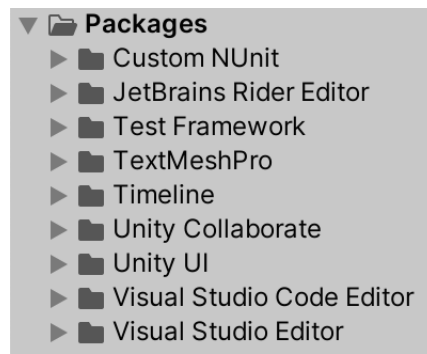 Packages
Custom NUnit
JetBrains Rider Editor
Test Framework
TextMeshPro
Timeline
Unity Collaborate
Unity UI
Visual Studio Code Editor
Visual Studio Editor